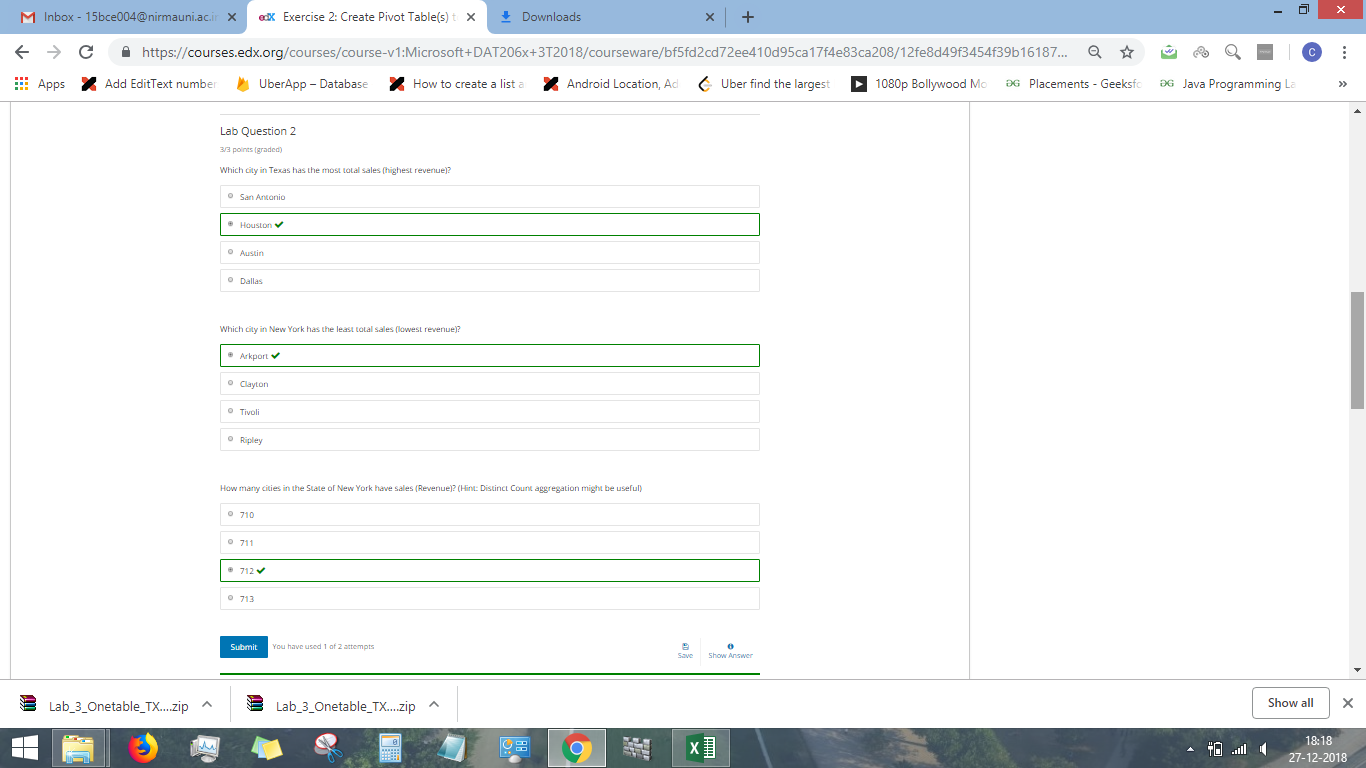 Inbox - 15bce004@nirmauni.ac.in
edX Exercise 2: Create Pivot Table(s) t
Downloads
https://courses.edx.org/courses/course-v1:Microsoft+DAT206x+3T2018/courseware/bf5fd2cd72ee410d95ca17f4e83ca208/12fe8d49f3454f39b16187...
C
Apps
Add EditText number
UberApp – Database
How to create a list a
Android Location, Ad
Uber find the largest
1080p Bollywood Mo
Placements - Geeksfo
Java Programming La
»
Lab Question 2
3/3 points (graded)
Which city in Texas has the most total sales (highest revenue)?
San Antonio
Houston
Austin
Dallas
Which city in New York has the least total sales (lowest revenue)?
Arkport
Clayton
Tivoli
Ripley
How many cities in the State of New York have sales (Revenue)? (Hint: Distinct Count aggregation might be useful)
710
711
712
713
Submit
You have used 1 of 2 attempts
Save
Show Answer
Lab_3_Onetable_TX....zip
Lab_3_Onetable_TX....zip
Show all
18:18
27-12-2018